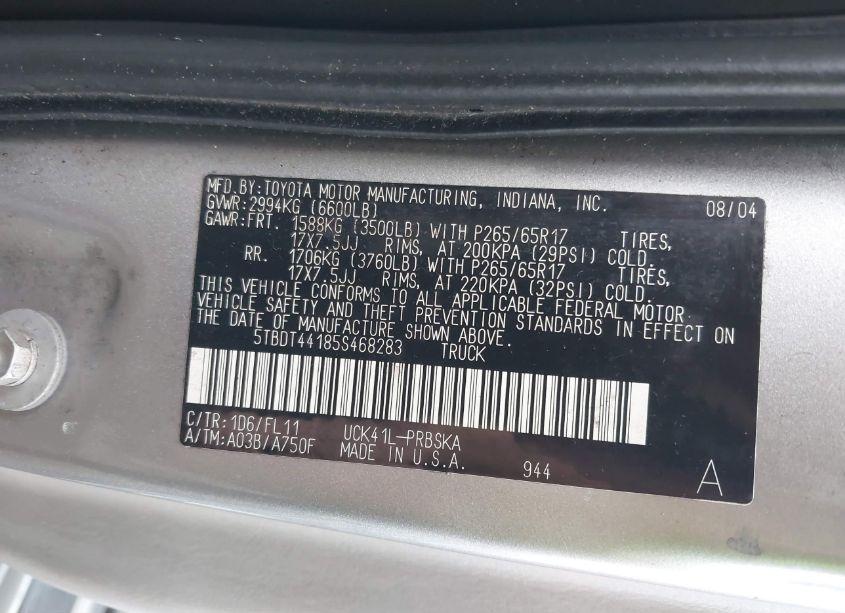 MFD.BY:TOYOTA MOTOR MANUFACTURING, INDIANA, INC. 08/04
GVWR:2994KG (6600LB)
GAWR:FRT. 1588KG (3500LB) WITH P265/65R17 TIRES,
17X7.5JJ RIMS, AT 200KPA (29PSI) COLD.
RR. 1706KG (3760LB) WITH P265/65R17 TIRES,
17X7.5JJ RIMS, AT 220KPA (32PSI) COLD.
THIS VEHICLE CONFORMS TO ALL APPLICABLE FEDERAL MOTOR
VEHICLE SAFETY AND THEFT PREVENTION STANDARDS IN EFFECT ON
THE DATE OF MANUFACTURE SHOWN ABOVE.
5TBDT44185S468283 TRUCK
C/TR:1D6/FL11 UCK41L-PRBSKA
A/TM:A03B/A750F MADE IN U.S.A. 944 A